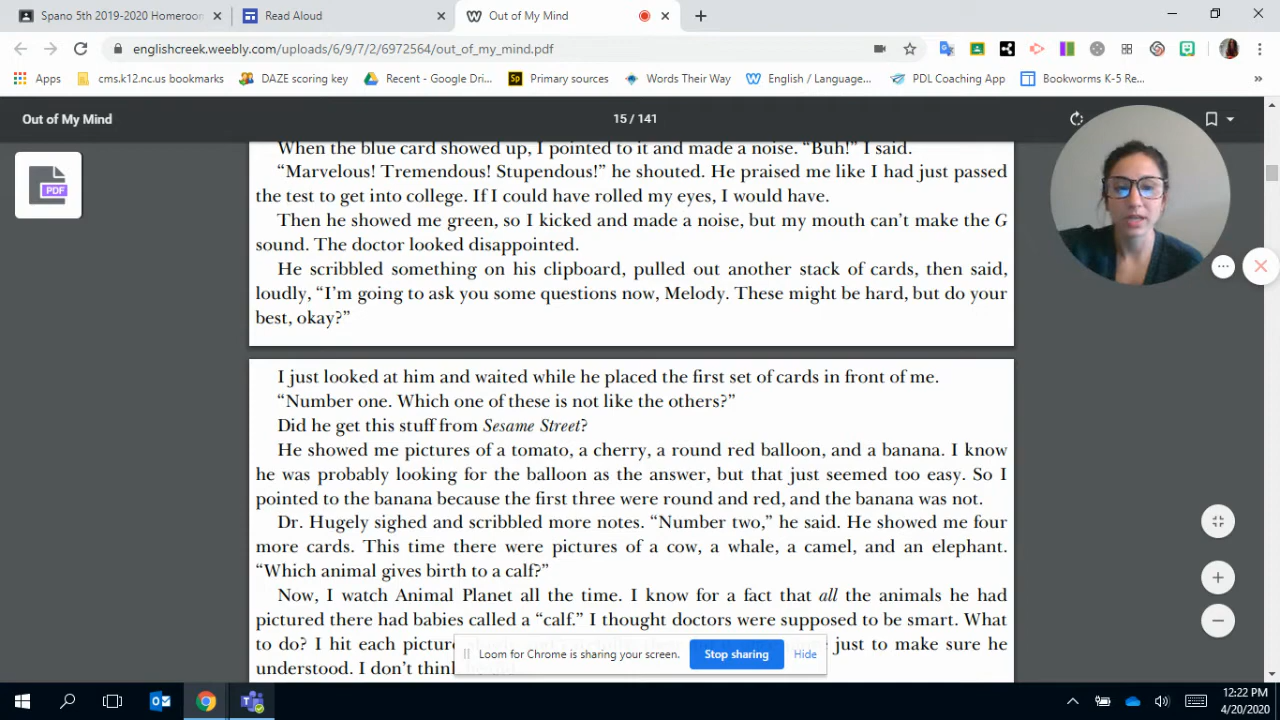 Spano 5th 2019-2020 Homeroom
Read Aloud
Out of My Mind
englishcreek.weebly.com/uploads/6/9/7/2/6972564/out_of_my_mind.pdf
Apps
cms.k12.nc.us bookmarks
DAZE scoring key
Recent - Google Dri...
Primary sources
Words Their Way
English / Language...
PDL Coaching App
Bookworms K-5 Re...
Out of My Mind
15 / 141
PDF
When the blue card showed up, I pointed to it and made a noise. “Buh!” I said.
“Marvelous! Tremendous! Stupendous!” he shouted. He praised me like I had just passed
the test to get into college. If I could have rolled my eyes, I would have.
Then he showed me green, so I kicked and made a noise, but my mouth can’t make the G
sound. The doctor looked disappointed.
He scribbled something on his clipboard, pulled out another stack of cards, then said,
loudly, “I’m going to ask you some questions now, Melody. These might be hard, but do your
best, okay?”
I just looked at him and waited while he placed the first set of cards in front of me.
“Number one. Which one of these is not like the others?”
Did he get this stuff from Sesame Street?
He showed me pictures of a tomato, a cherry, a round red balloon, and a banana. I know
he was probably looking for the balloon as the answer, but that just seemed too easy. So I
pointed to the banana because the first three were round and red, and the banana was not.
Dr. Hugely sighed and scribbled more notes. “Number two,” he said. He showed me four
more cards. This time there were pictures of a cow, a whale, a camel, and an elephant.
“Which animal gives birth to a calf?”
Now, I watch Animal Planet all the time. I know for a fact that all the animals he had
pictured there had babies called a “calf.” I thought doctors were supposed to be smart. What
to do? I hit each pictur just to make sure he
understood. I don’t think
Loom for Chrome is sharing your screen.
Stop sharing
Hide
12:22 PM
4/20/2020